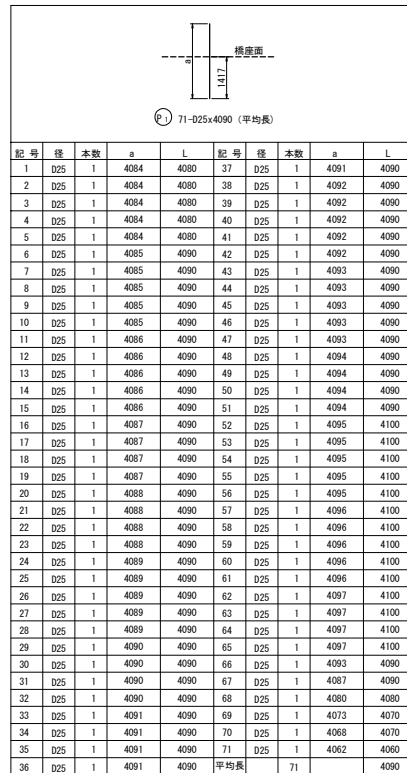 橋座面
a
1417
P1 71-D25x4090 (平均長)
記 号 径 本数 a L 記 号 径 本数 a L
1 D25 1 4084 4080 37 D25 1 4091 4090
2 D25 1 4084 4080 38 D25 1 4092 4090
3 D25 1 4084 4080 39 D25 1 4092 4090
4 D25 1 4084 4080 40 D25 1 4092 4090
5 D25 1 4084 4080 41 D25 1 4092 4090
6 D25 1 4085 4090 42 D25 1 4092 4090
7 D25 1 4085 4090 43 D25 1 4093 4090
8 D25 1 4085 4090 44 D25 1 4093 4090
9 D25 1 4085 4090 45 D25 1 4093 4090
10 D25 1 4085 4090 46 D25 1 4093 4090
11 D25 1 4086 4090 47 D25 1 4093 4090
12 D25 1 4086 4090 48 D25 1 4094 4090
13 D25 1 4086 4090 49 D25 1 4094 4090
14 D25 1 4086 4090 50 D25 1 4094 4090
15 D25 1 4086 4090 51 D25 1 4094 4090
16 D25 1 4087 4090 52 D25 1 4095 4100
17 D25 1 4087 4090 53 D25 1 4095 4100
18 D25 1 4087 4090 54 D25 1 4095 4100
19 D25 1 4087 4090 55 D25 1 4095 4100
20 D25 1 4088 4090 56 D25 1 4095 4100
21 D25 1 4088 4090 57 D25 1 4096 4100
22 D25 1 4088 4090 58 D25 1 4096 4100
23 D25 1 4088 4090 59 D25 1 4096 4100
24 D25 1 4089 4090 60 D25 1 4096 4100
25 D25 1 4089 4090 61 D25 1 4096 4100
26 D25 1 4089 4090 62 D25 1 4097 4100
27 D25 1 4089 4090 63 D25 1 4097 4100
28 D25 1 4089 4090 64 D25 1 4097 4100
29 D25 1 4090 4090 65 D25 1 4097 4100
30 D25 1 4090 4090 66 D25 1 4093 4090
31 D25 1 4090 4090 67 D25 1 4087 4090
32 D25 1 4090 4090 68 D25 1 4080 4080
33 D25 1 4091 4090 69 D25 1 4073 4070
34 D25 1 4091 4090 70 D25 1 4068 4070
35 D25 1 4091 4090 71 D25 1 4062 4060
36 D25 1 4091 4090 平均長 71 4090